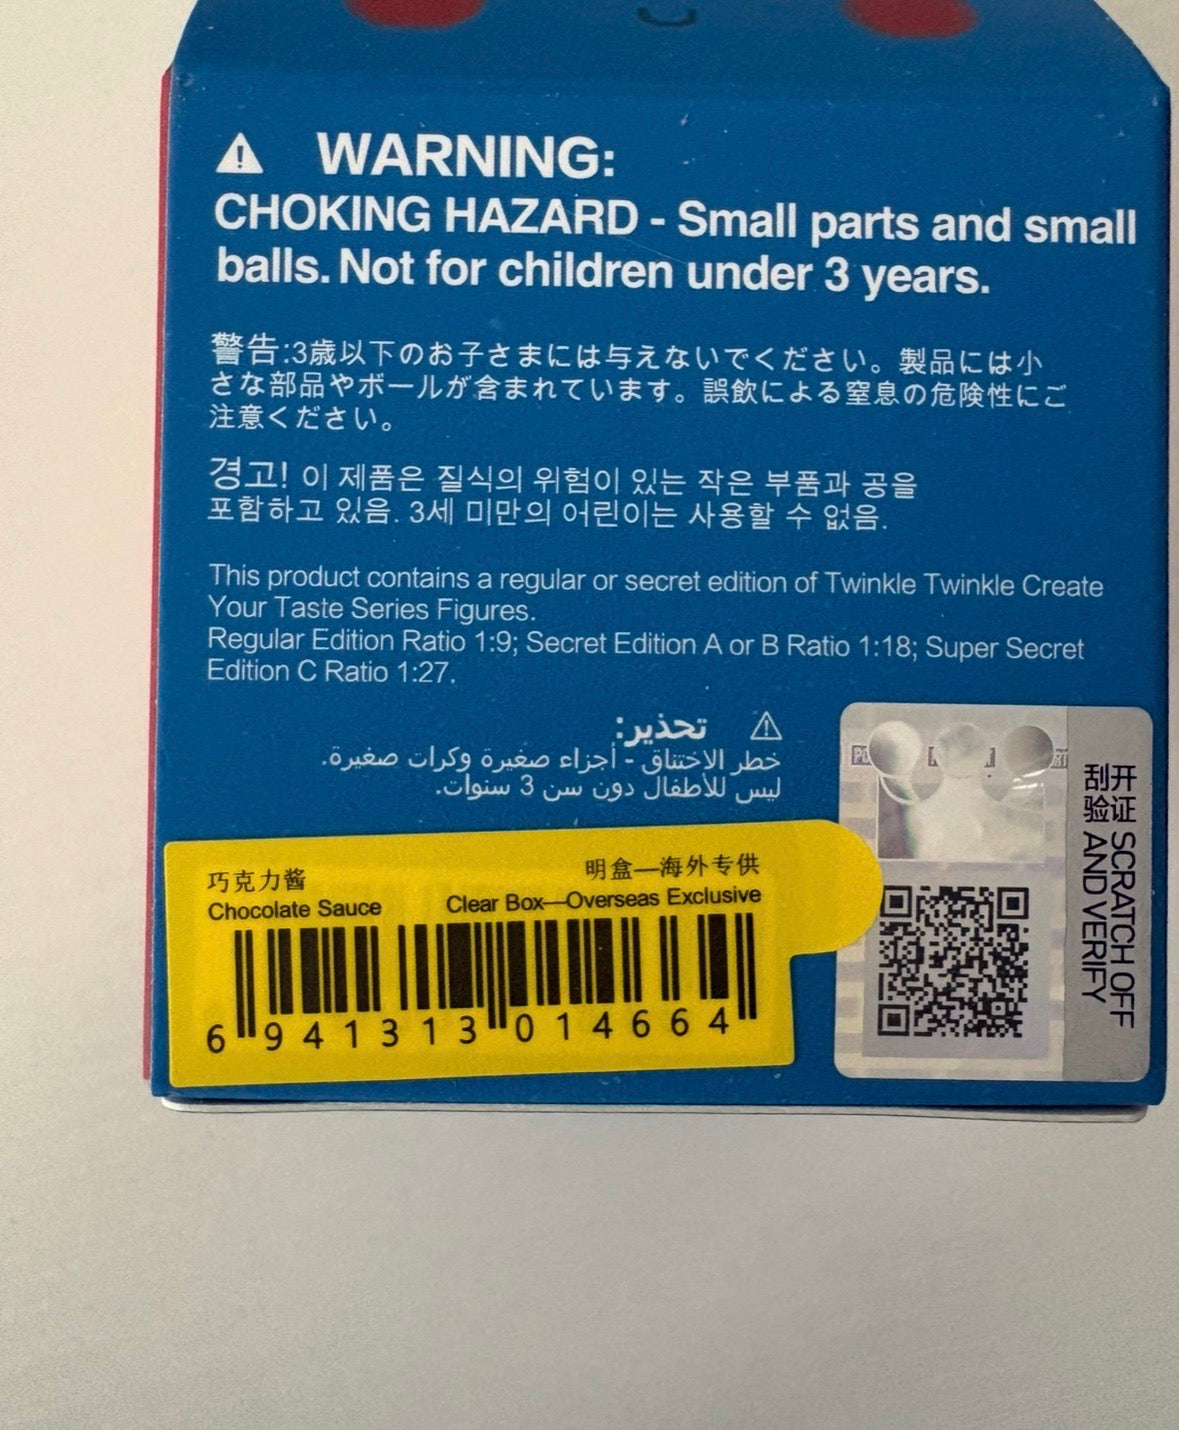 WARNING:
CHOKING HAZARD - Small parts and small
balls. Not for children under 3 years.
警告:3歳以下のお子さまには与えないでください。製品には小
さな部品やボールが含まれています。誤飲による窒息の危険性にご
注意ください。
경고! 이 제품은 질식의 위험이 있는 작은 부품과 공을
포함하고 있음. 3세 미만의 어린이는 사용할 수 없음.
This product contains a regular or secret edition of Twinkle Twinkle Create
Your Taste Series Figures.
Regular Edition Ratio 1:9; Secret Edition A or B Ratio 1:18; Super Secret
Edition C Ratio 1:27.
تحذير:
خطر الاختناق - أجزاء صغيرة وكرات صغيرة.
ليس للأطفال دون سن 3 سنوات.
巧克力酱
Chocolate Sauce
明盒—海外专供
Clear Box—Overseas Exclusive
6 941313 014664
刮开
验证
SCRATCH OFF
AND VERIFY